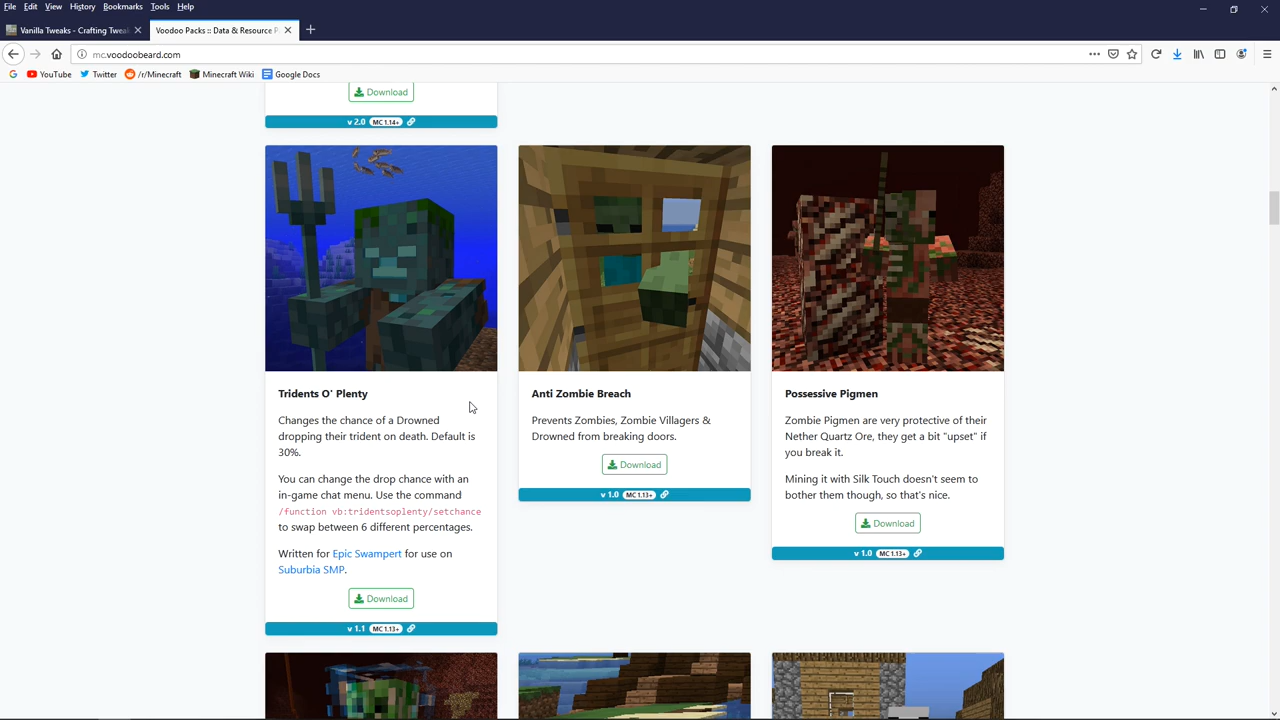 File Edit View History Bookmarks Tools Help
Vanilla Tweaks - Crafting Tweak
Voodoo Packs :: Data & Resource P
mc.voodoobeard.com
YouTube Twitter /r/Minecraft Minecraft Wiki Google Docs
Download
v 2.0 MC 1.14+
Tridents O' Plenty
Changes the chance of a Drowned
dropping their trident on death. Default is
30%.
You can change the drop chance with an
in-game chat menu. Use the command
/function vb:tridentsoplenty/setchance
to swap between 6 different percentages.
Written for Epic Swampert for use on
Suburbia SMP.
Download
v 1.1 MC 1.13+
Anti Zombie Breach
Prevents Zombies, Zombie Villagers &
Drowned from breaking doors.
Download
v 1.0 MC 1.13+
Possessive Pigmen
Zombie Pigmen are very protective of their
Nether Quartz Ore, they get a bit "upset" if
you break it.
Mining it with Silk Touch doesn't seem to
bother them though, so that's nice.
Download
v 1.0 MC 1.13+